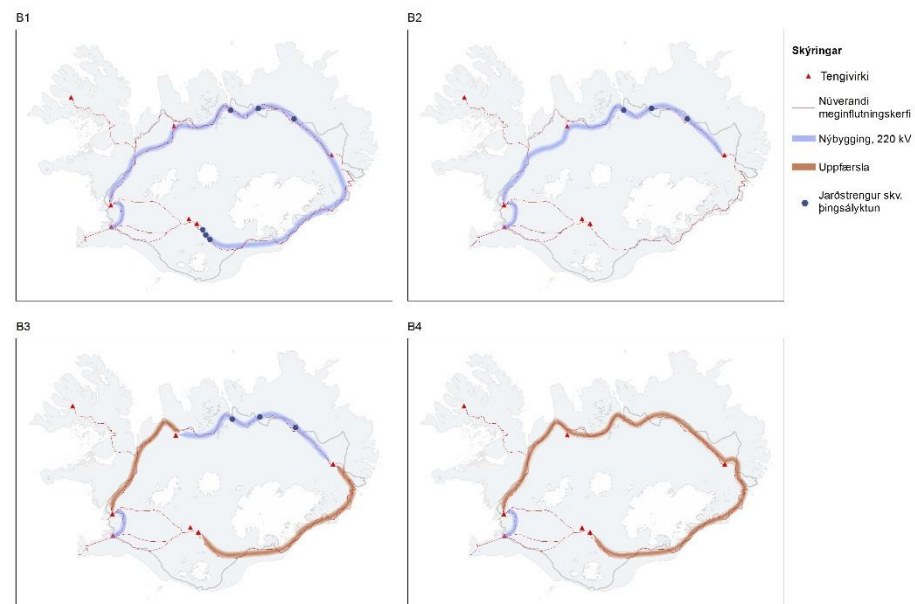 B1
B2
Skýringar
Tengivirki
Núverandi
meginflutningskerfi
Nýbygging, 220 kV
Uppfærsla
Jarðstrengur skv.
þingsályktun
B3
B4